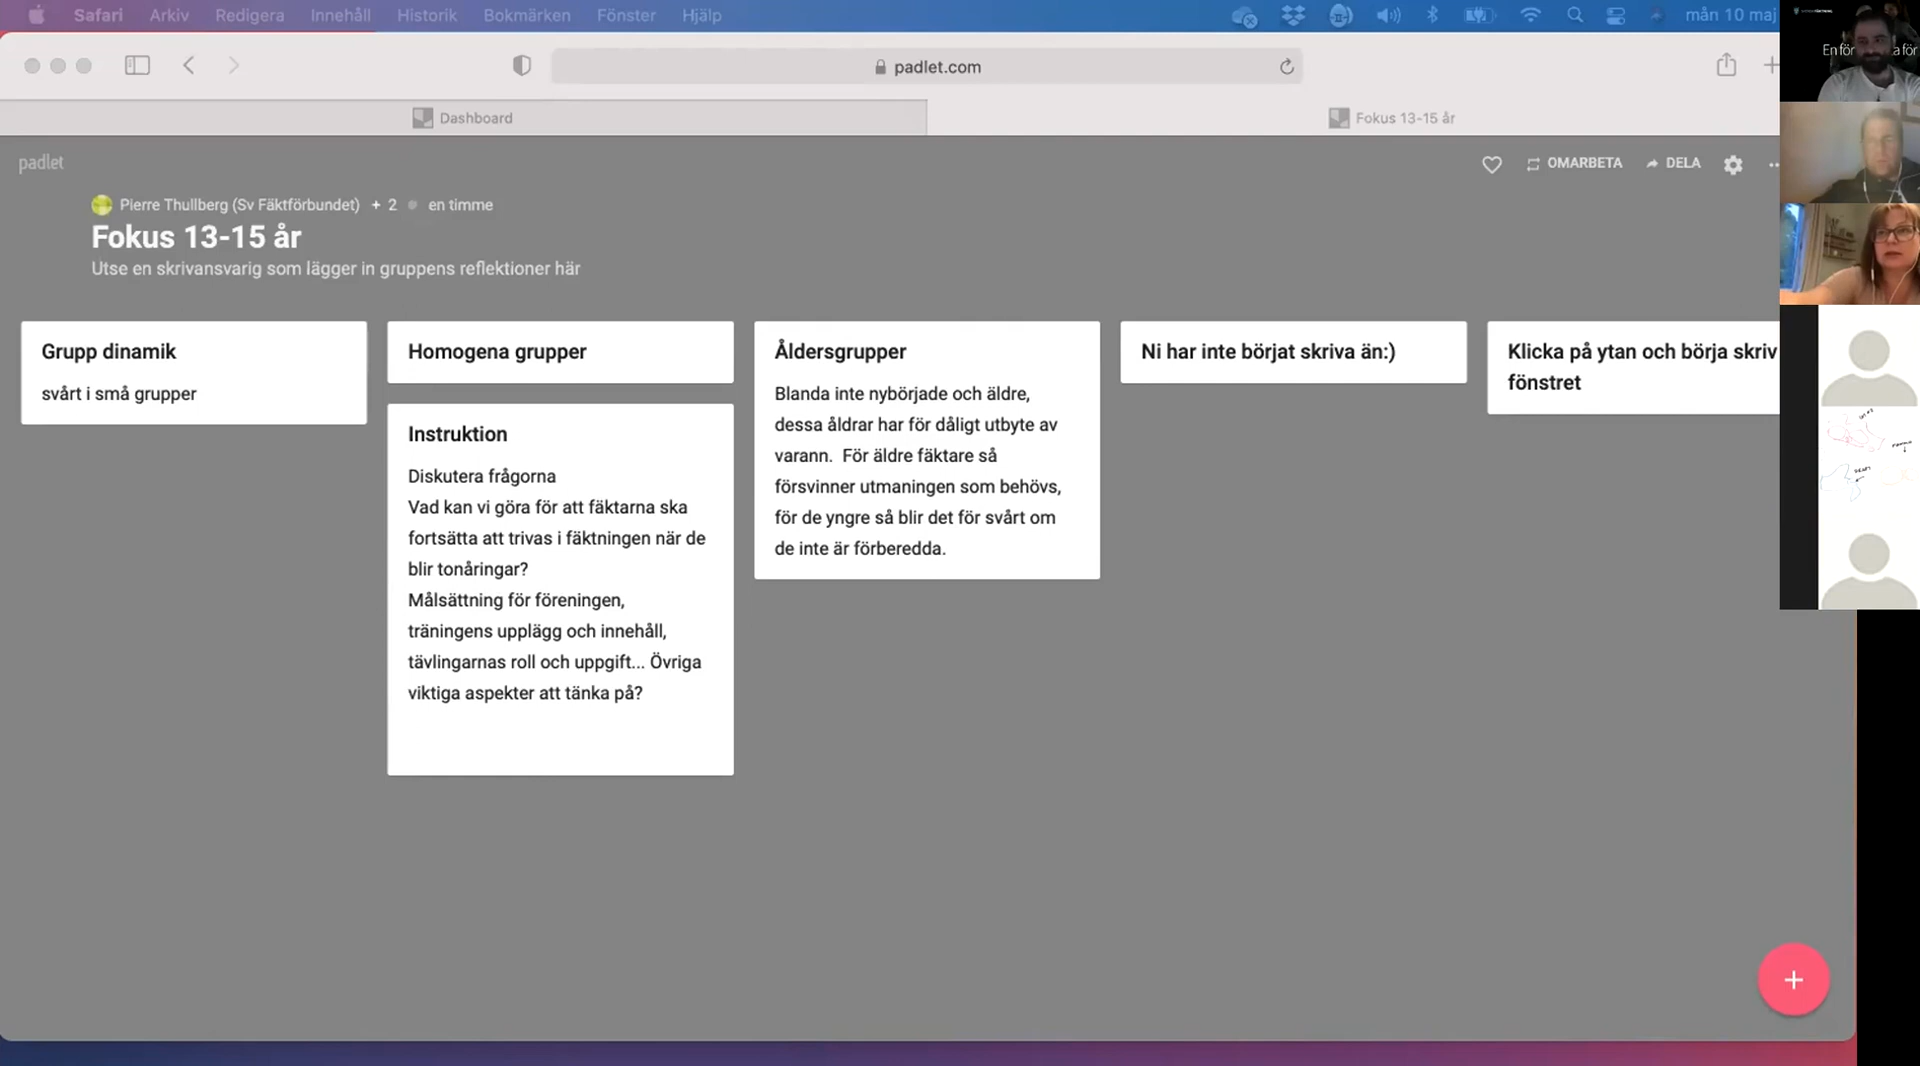 Safari Arkiv Redigera Innehåll Historik Bokmärken Fönster Hjälp mån 10 maj
padlet.com
Dashboard
Fokus 13-15 år
padlet
OMARBETA DELA
Pierre Thullberg (Sv Fäktförbundet) + 2 en timme
Fokus 13-15 år
Utse en skrivansvarig som lägger in gruppens reflektioner här
Grupp dinamik
svårt i små grupper
Homogena grupper
Instruktion
Diskutera frågorna
Vad kan vi göra för att fäktarna ska
fortsätta att trivas i fäktningen när de
blir tonåringar?
Målsättning för föreningen,
träningens upplägg och innehåll,
tävlingarnas roll och uppgift... Övriga
viktiga aspekter att tänka på?
Åldersgrupper
Blanda inte nybörjade och äldre,
dessa åldrar har för dåligt utbyte av
varann. För äldre fäktare så
försvinner utmaningen som behövs,
för de yngre så blir det för svårt om
de inte är förberedda.
Ni har inte börjat skriva än:)
Klicka på ytan och börja skriv
fönstret
En för
a för